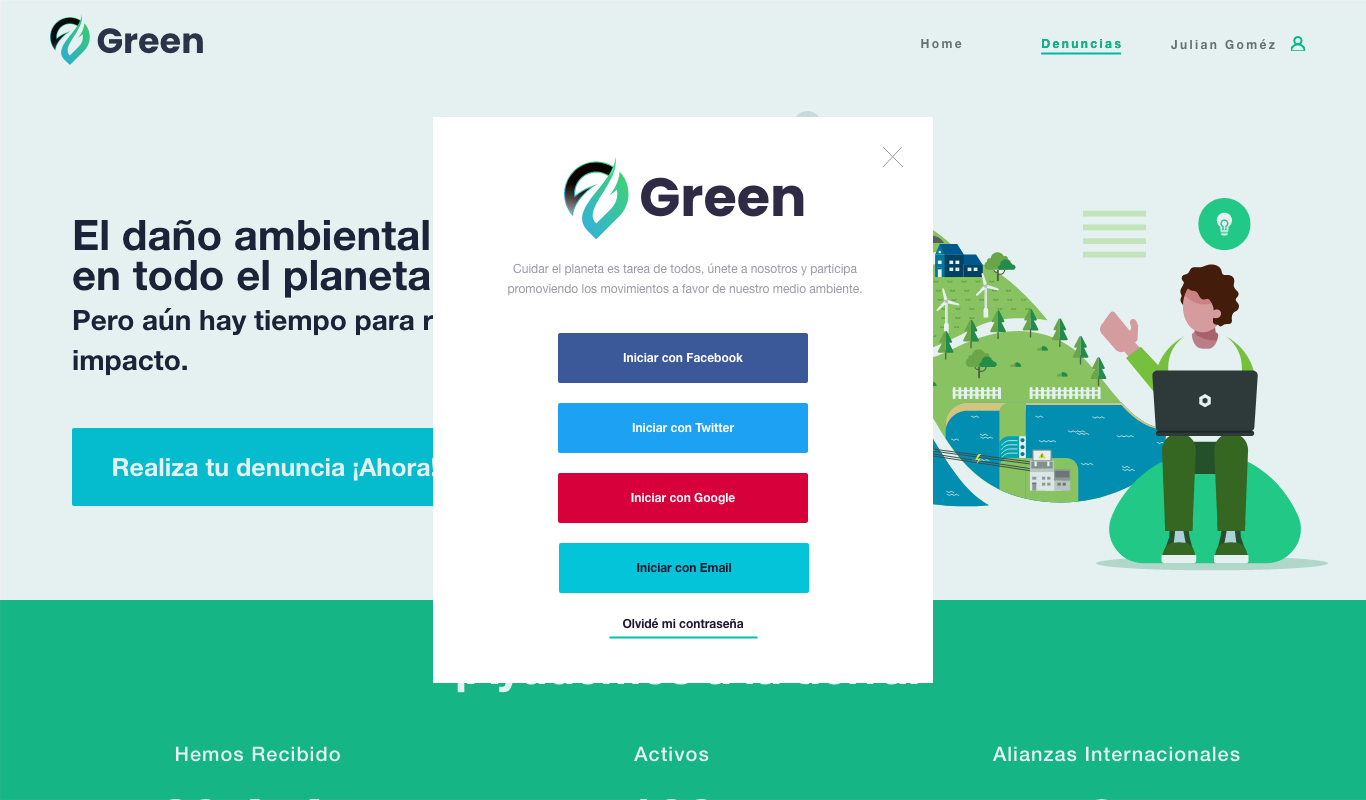 Green
Home
Denuncias
Julian Goméz
El daño ambiental
en todo el planeta
Pero aún hay tiempo para
impacto.
Realiza tu denuncia ¡Ahora!
Green
Cuidar el planeta es tarea de todos, únete a nosotros y participa
promoviendo los movimientos a favor de nuestro medio ambiente.
Iniciar con Facebook
Iniciar con Twitter
Iniciar con Google
Iniciar con Email
Olvidé mi contraseña
Hemos Recibido
Activos
Alianzas Internacionales